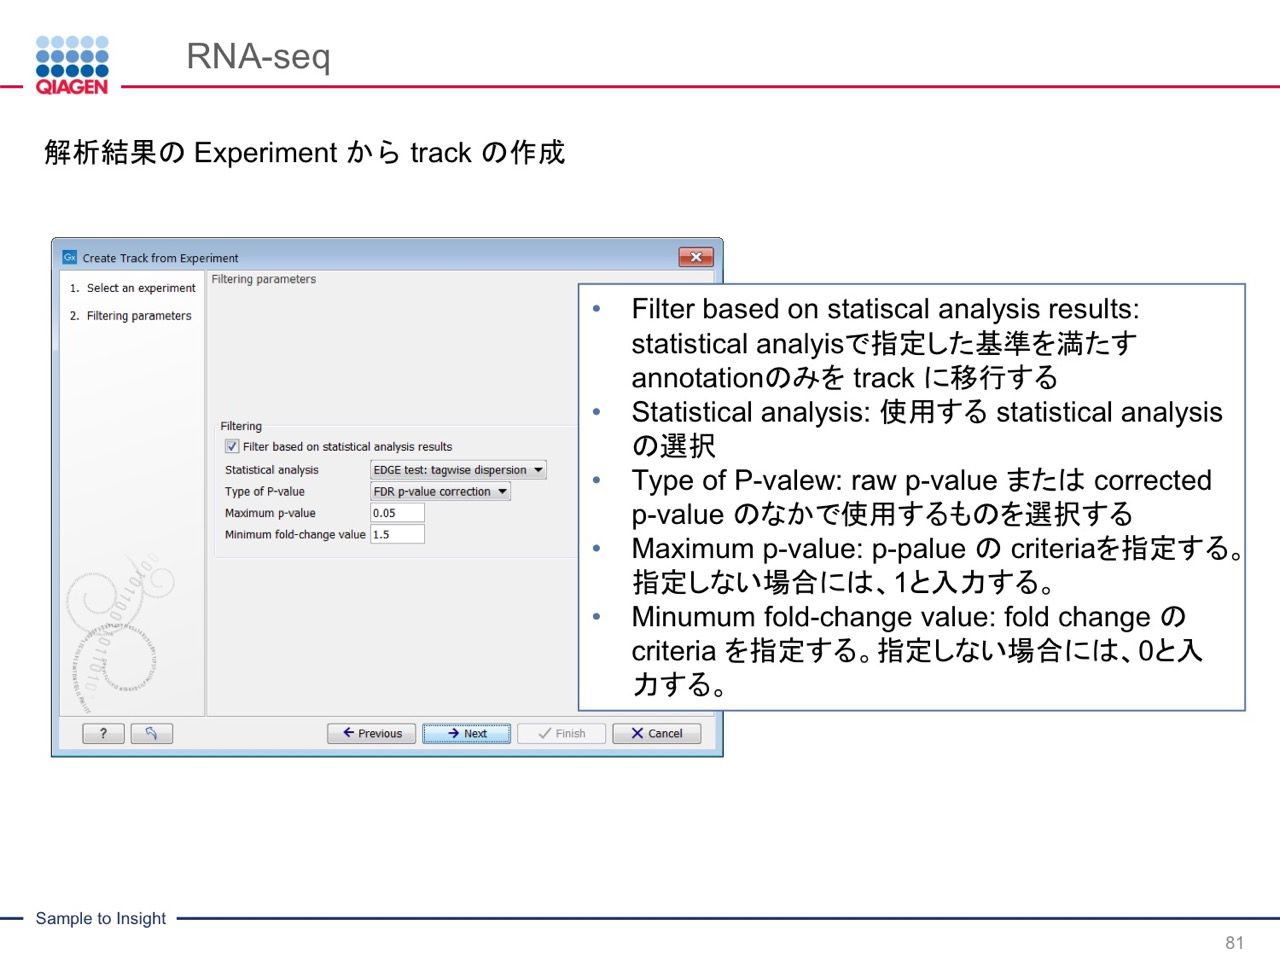 QIAGEN
RNA-seq
解析結果の Experiment から track の作成
Gx Create Track from Experiment
1. Select an experiment
2. Filtering parameters
Filtering parameters
Filtering
Filter based on statistical analysis results
Statistical analysis EDGE test: tagwise dispersion
Type of P-value FDR p-value correction
Maximum p-value 0.05
Minimum fold-change value 1.5
? Previous Next Finish Cancel
• Filter based on statiscal analysis results:
statistical analyisで指定した基準を満たす
annotationのみを track に移行する
• Statistical analysis: 使用する statistical analysis
の選択
• Type of P-valew: raw p-value または corrected
p-value のなかで使用するものを選択する
• Maximum p-value: p-palue の criteriaを指定する。
指定しない場合には、1と入力する。
• Minumum fold-change value: fold change の
criteria を指定する。指定しない場合には、0と入
力する。
Sample to Insight
81